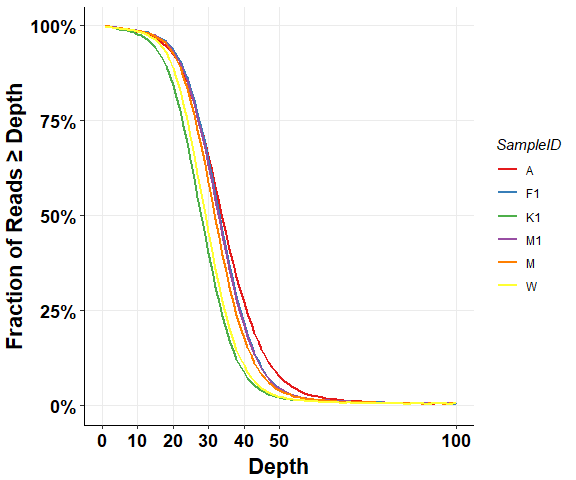 Fraction of Reads ≥ Depth
100%
75%
50%
25%
0%
0 10 20 30 40 50 100
Depth
SampleID
A
F1
K1
M1
M
W